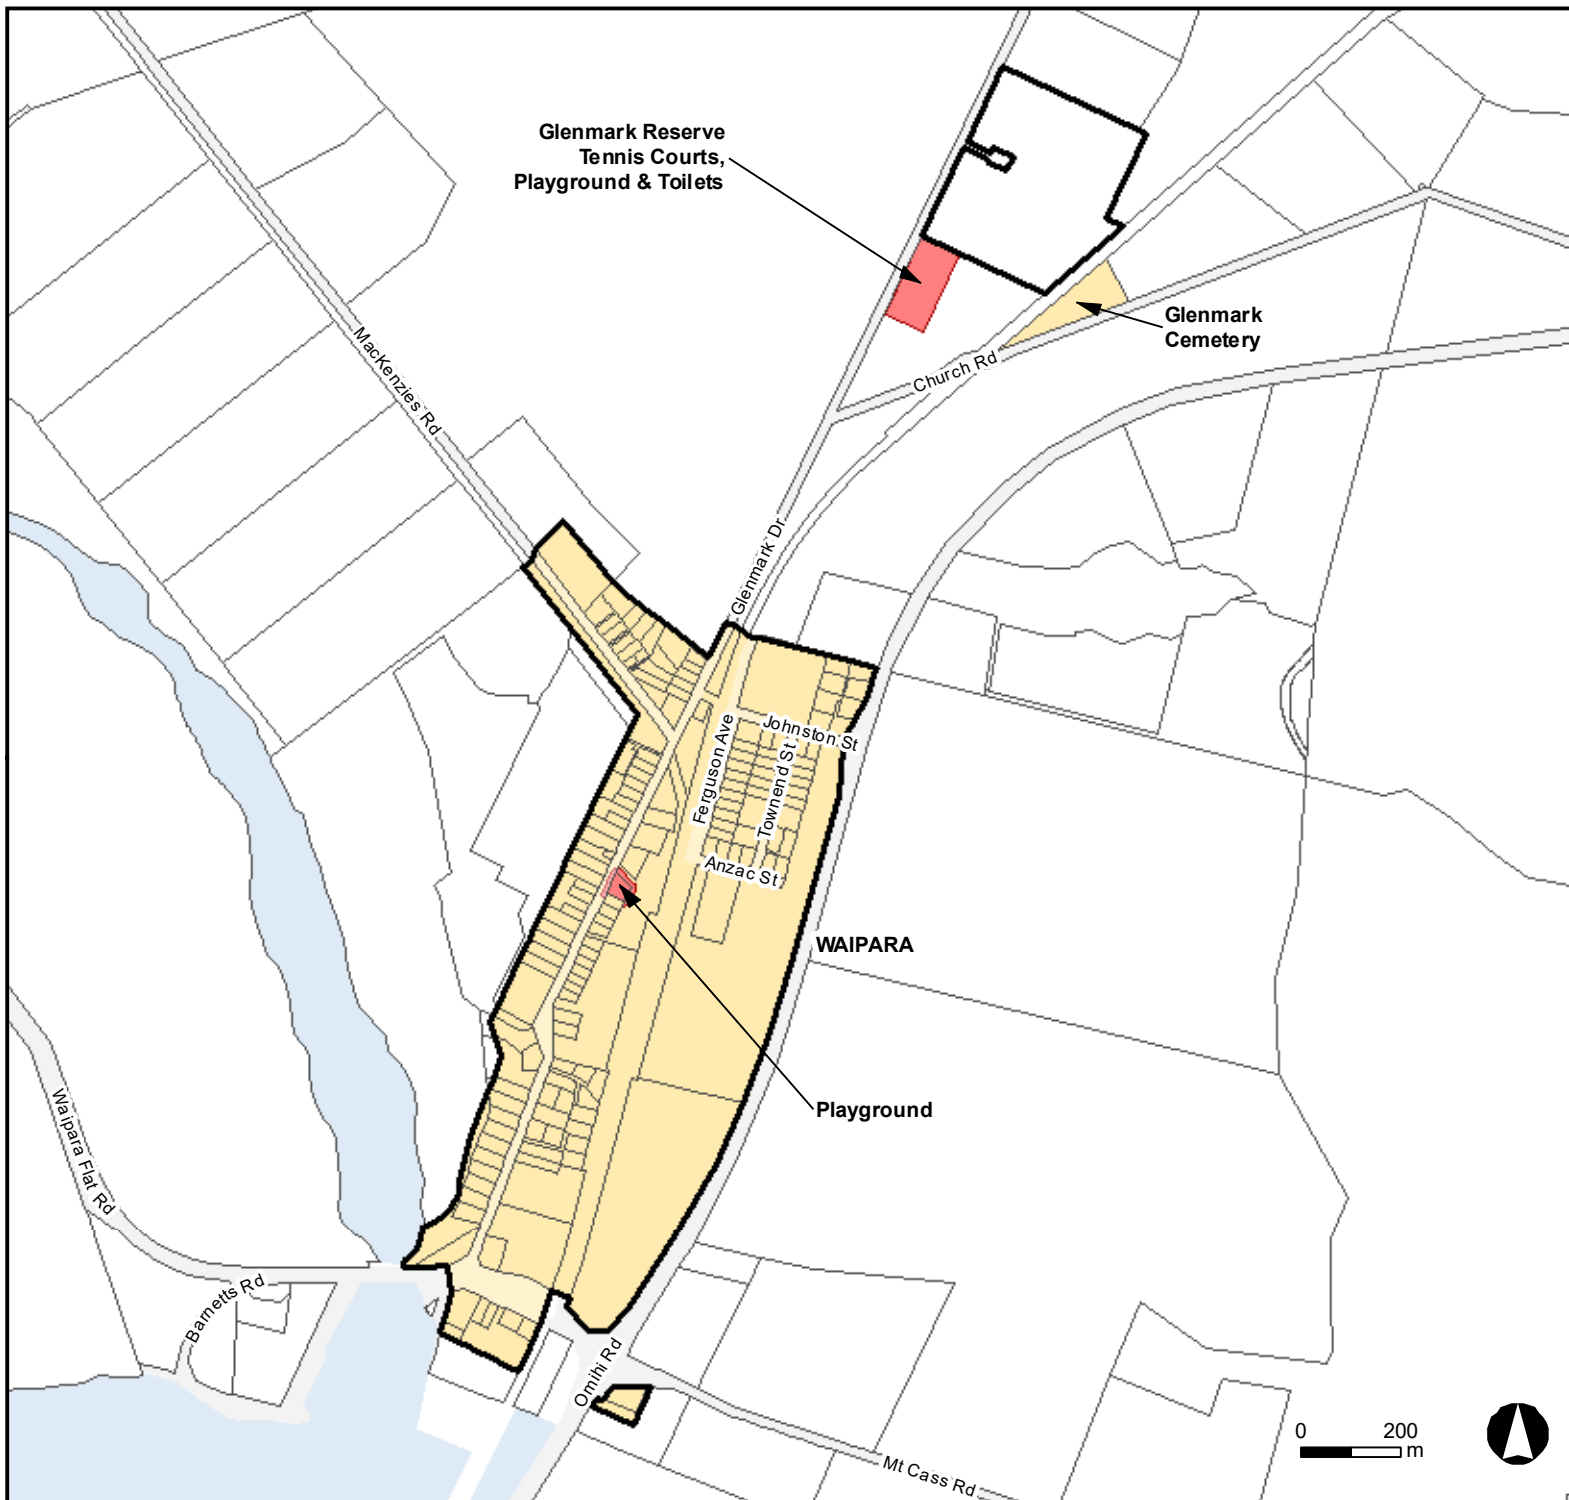 Glenmark Reserve
Tennis Courts,
Playground & Toilets
Glenmark
Cemetery
Church Rd
MacKenzies Rd
Glenmark Dr
Johnston St
Ferguson Ave
Townend St
Anzac St
WAIPARA
Playground
Waipara Flat Rd
Barnetts Rd
Omihi Rd
Mt Cass Rd
0 200
m